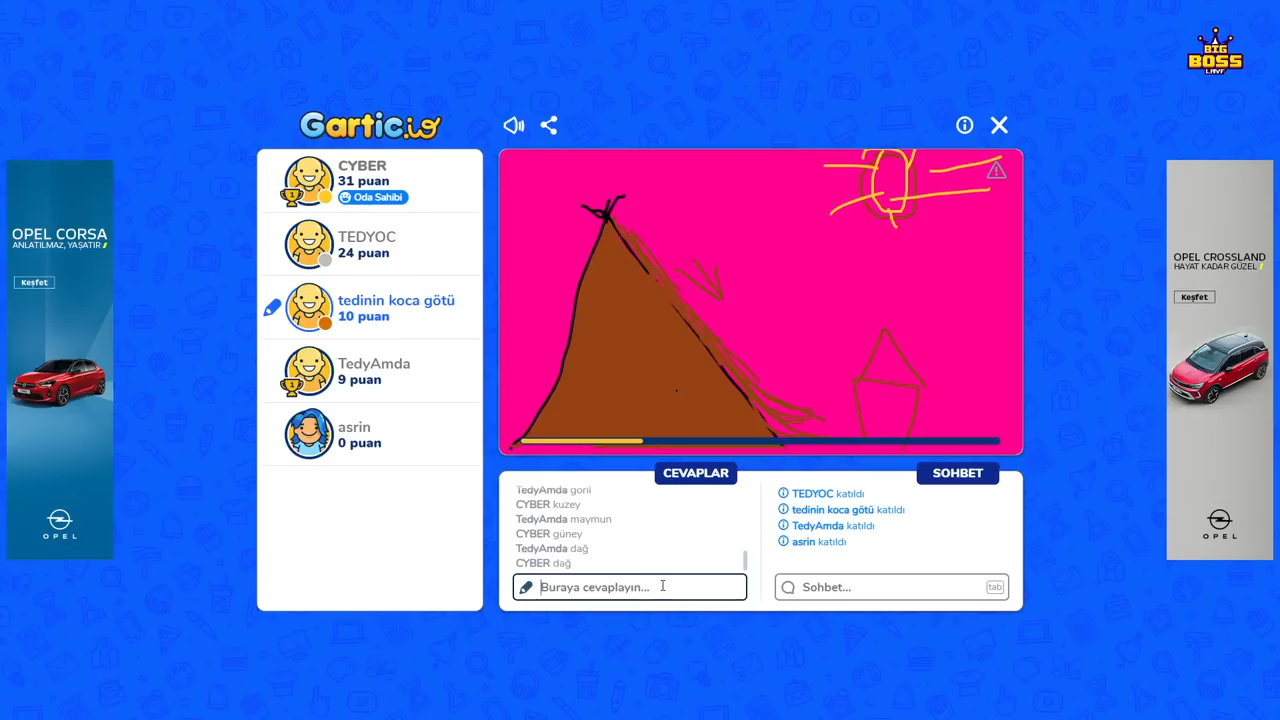 BIG
BOSS
LIVE
Gartic.io
CYBER
31 puan
Oda Sahibi
TEDYOC
24 puan
tedinin koca götü
10 puan
TedyAmda
9 puan
asrin
0 puan
OPEL CORSA
ANLATILMAZ, YAŞATIR
Keşfet
OPEL
OPEL CROSSLAND
HAYAT KADAR GÜZEL
Keşfet
OPEL
CEVAPLAR
TedyAmda goril
CYBER kuzey
TedyAmda maymun
CYBER güney
TedyAmda dağ
CYBER dağ
Buraya cevaplayın...
SOHBET
TEDYOC katıldı
tedinin koca götü katıldı
TedyAmda katıldı
asrin katıldı
Sohbet...
tab